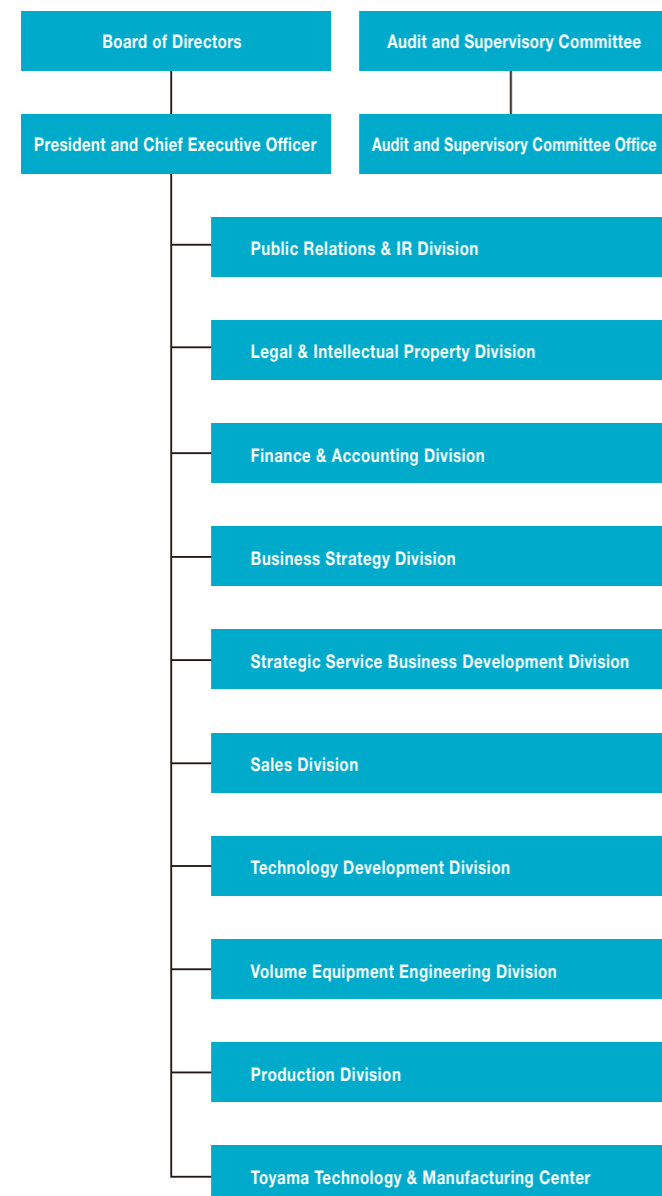 Board of Directors
Audit and Supervisory Committee
President and Chief Executive Officer
Audit and Supervisory Committee Office
Public Relations & IR Division
Legal & Intellectual Property Division
Finance & Accounting Division
Business Strategy Division
Strategic Service Business Development Division
Sales Division
Technology Development Division
Volume Equipment Engineering Division
Production Division
Toyama Technology & Manufacturing Center